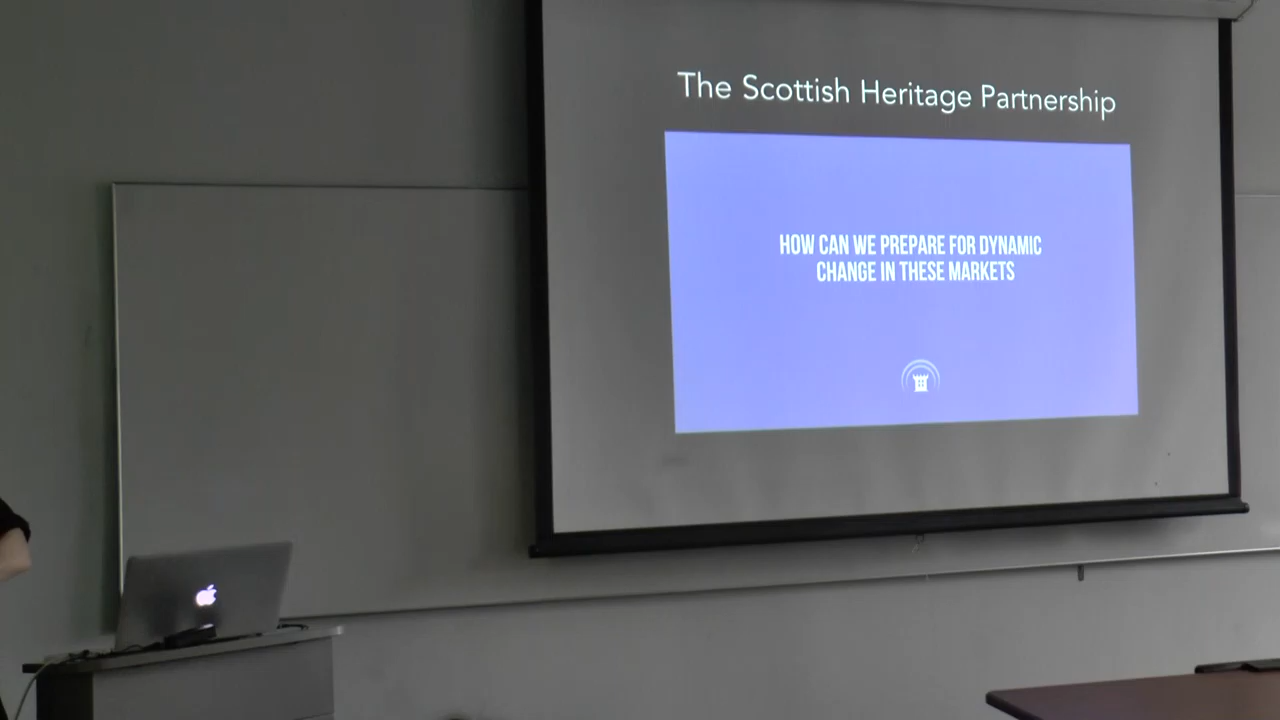 The Scottish Heritage Partnership
HOW CAN WE PREPARE FOR DYNAMIC
CHANGE IN THESE MARKETS